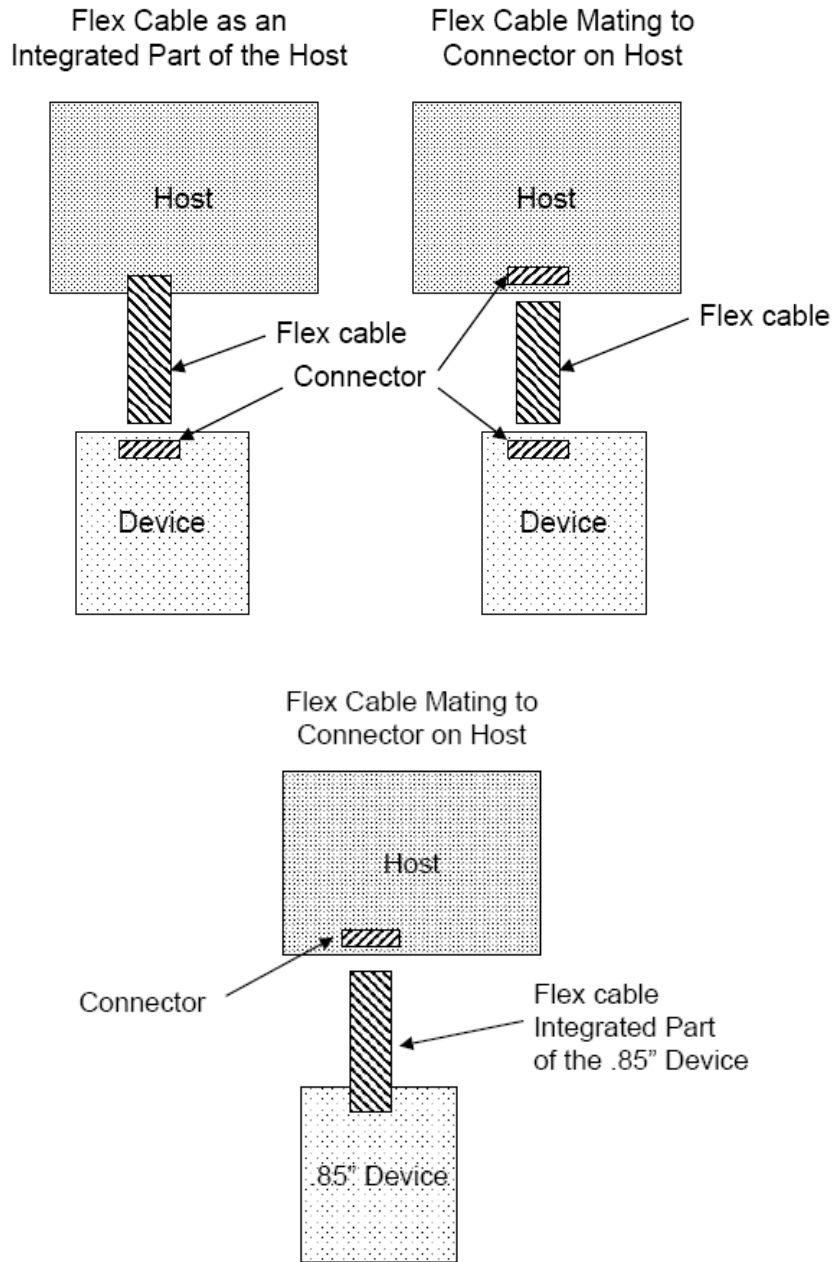 Flex Cable as an
Integrated Part of the Host
Flex Cable Mating to
Connector on Host
Host
Host
Flex cable
Flex cable
Connector
Device
Device
Flex Cable Mating to
Connector on Host
Host
Connector
Flex cable
Integrated Part
of the .85” Device
.85” Device